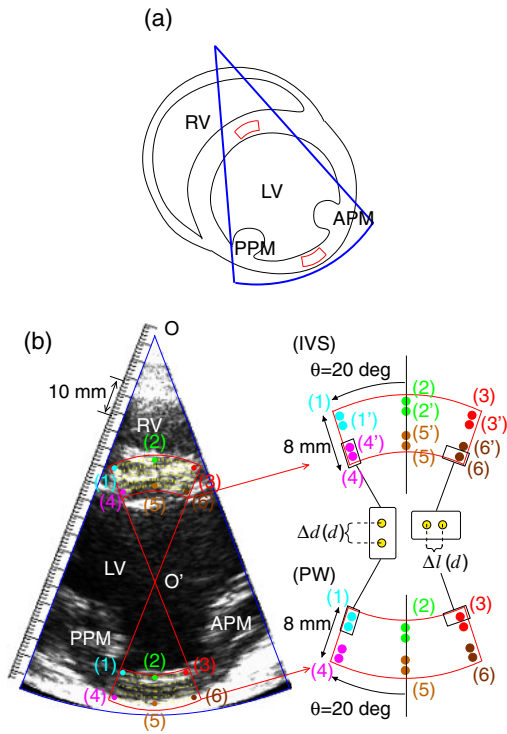 (a)
RV
LV
APM
PPM
(b)
O
10 mm
RV
(2)
(1)
(3)
(4)
(5)
(6)
LV
O'
PPM
APM
(1)
(2)
(3)
(4)
(5)
(6)
(IVS)
θ=20 deg
(1)
(2)
(3)
(1')
(2')
(3')
8 mm
(4')
(5')
(6')
(4)
(5)
(6)
Δd(d)
Δl(d)
(PW)
(1)
(2)
(3)
8 mm
(4)
(5)
(6)
θ=20 deg